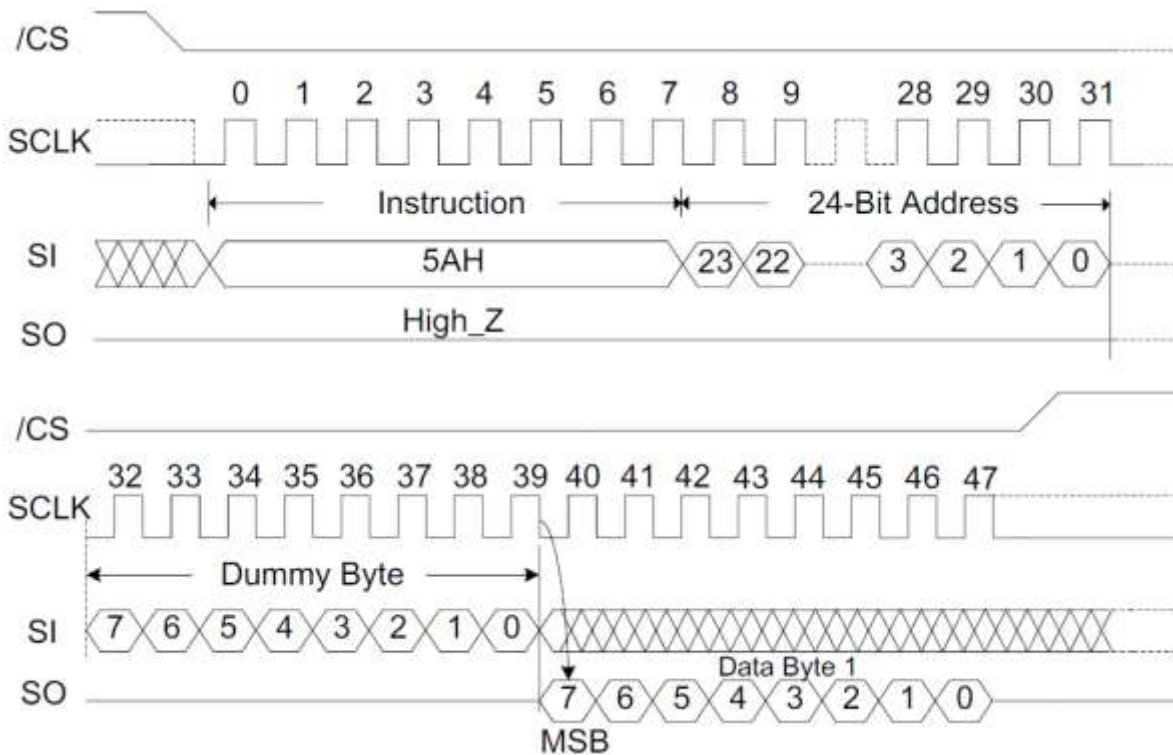 /CS
0 1 2 3 4 5 6 7 8 9 28 29 30 31
SCLK
Instruction 24-Bit Address
SI 5AH 23 22 3 2 1 0
High_Z
SO
/CS
32 33 34 35 36 37 38 39 40 41 42 43 44 45 46 47
SCLK
Dummy Byte
SI 7 6 5 4 3 2 1 0
Data Byte 1
SO 7 6 5 4 3 2 1 0
MSB